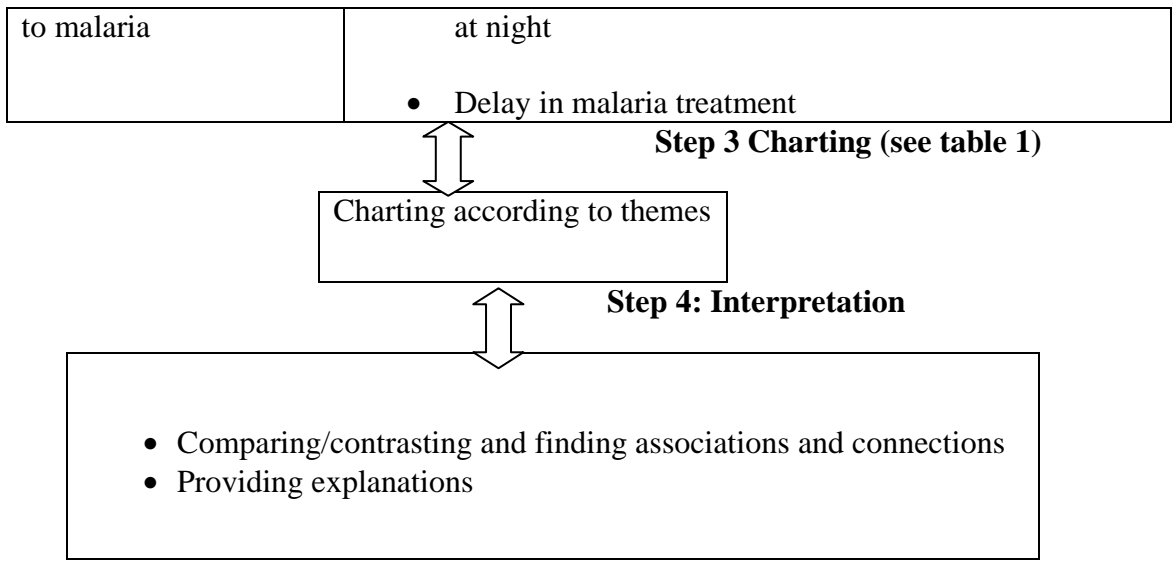 to malaria
at night
• Delay in malaria treatment
Step 3 Charting (see table 1)
Charting according to themes
Step 4: Interpretation
• Comparing/contrasting and finding associations and connections
• Providing explanations